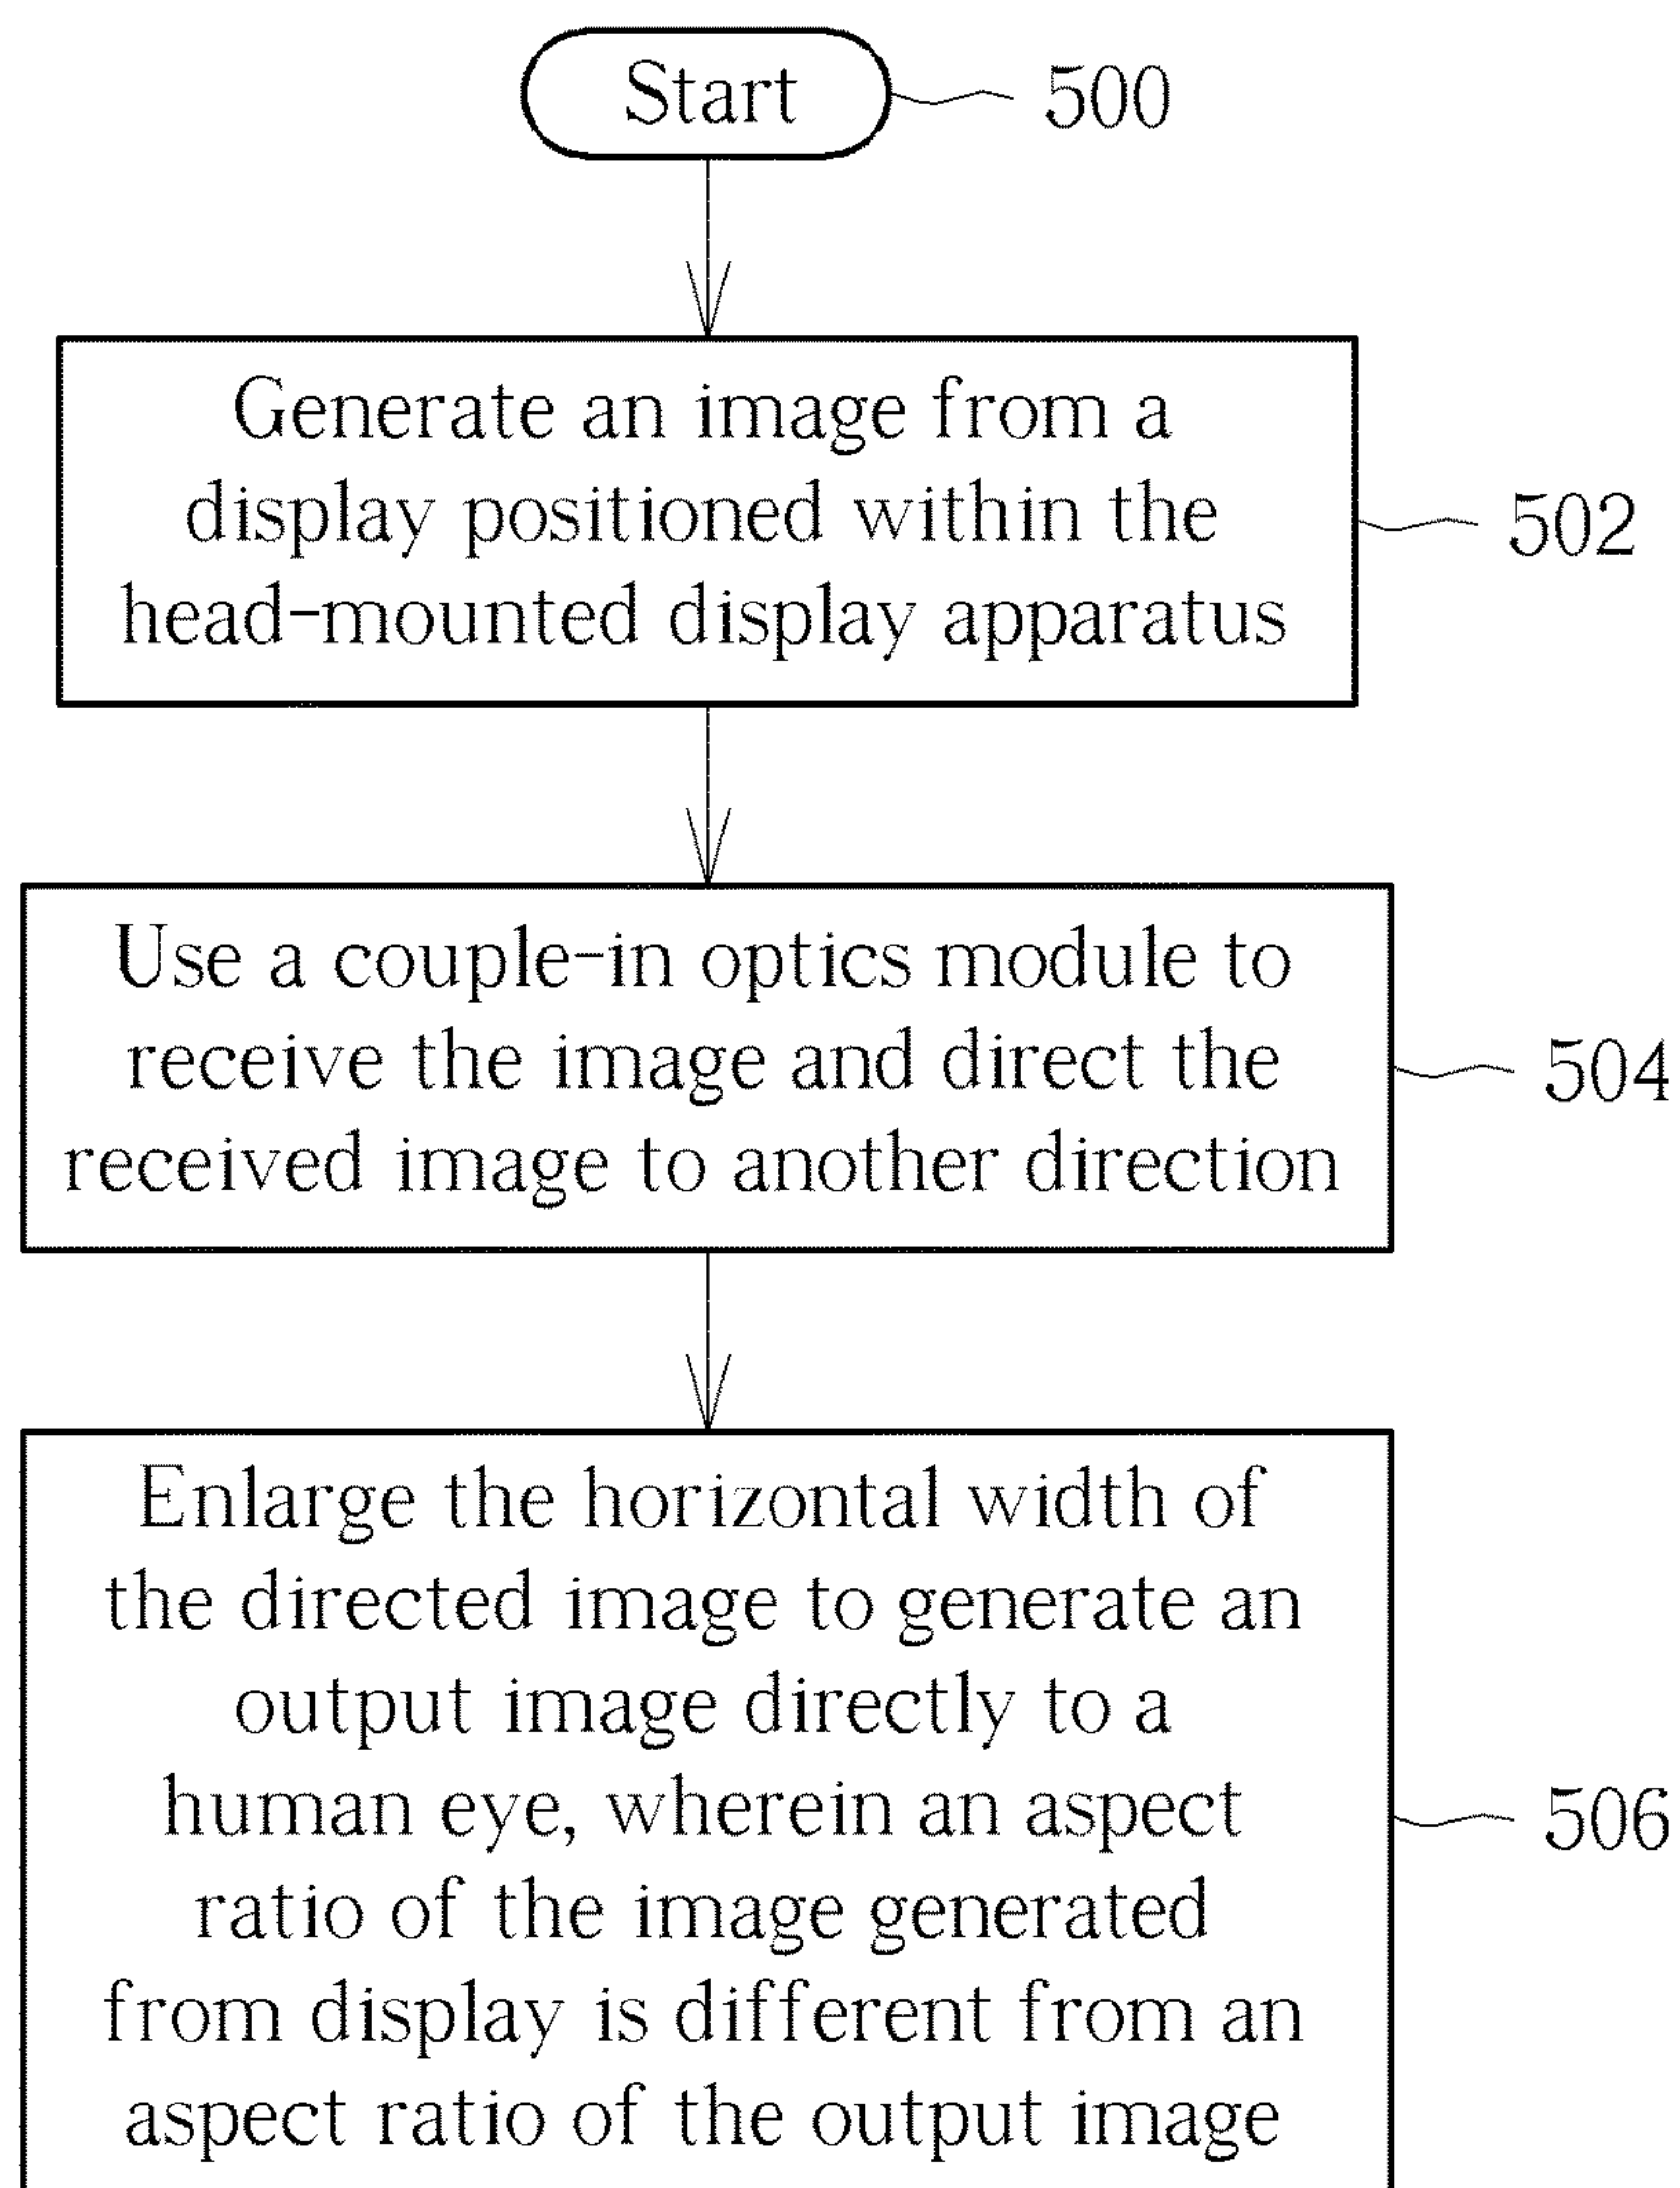 Start
500
Generate an image from a
display positioned within the
head-mounted display apparatus
502
Use a couple-in optics module to
receive the image and direct the
received image to another direction
504
Enlarge the horizontal width of
the directed image to generate an
output image directly to a
human eye, wherein an aspect
ratio of the image generated
from display is different from an
aspect ratio of the output image
506